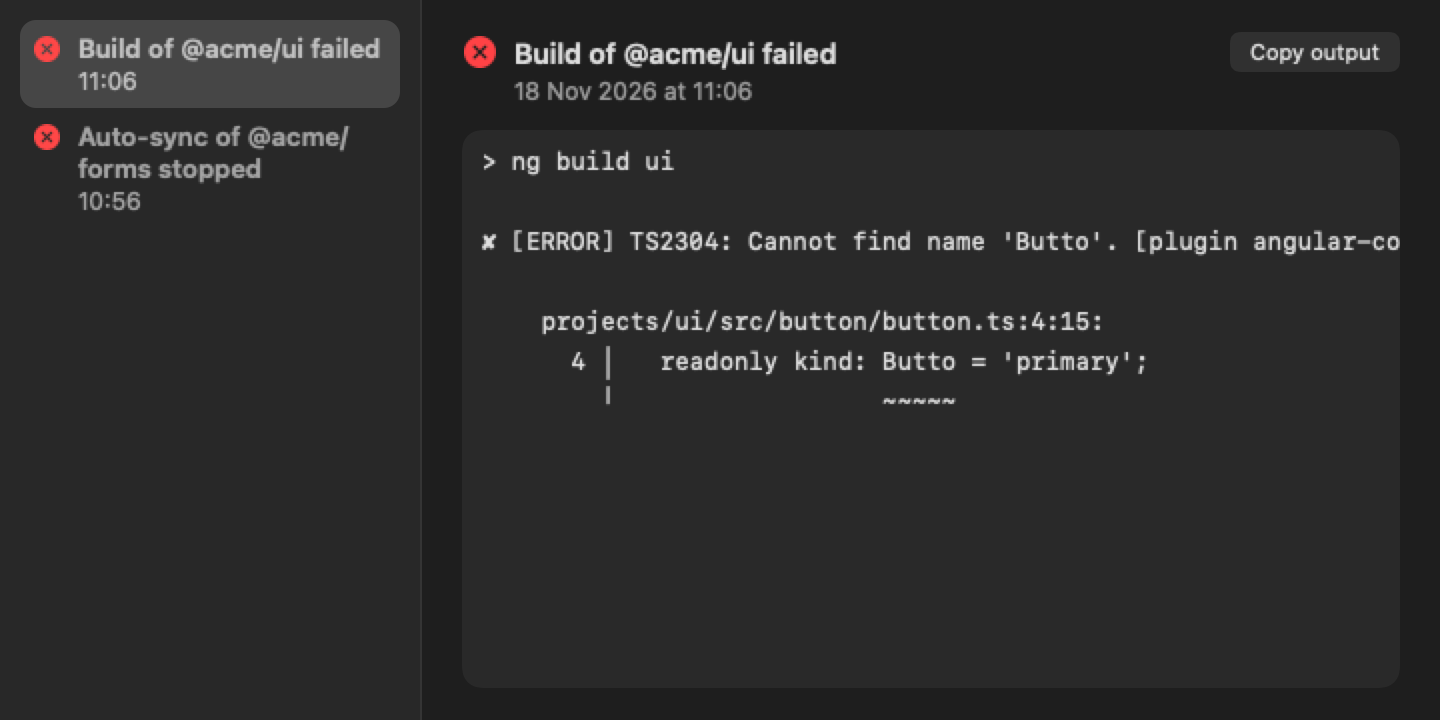 Build of @acme/ui failed
11:06
Auto-sync of @acme/
forms stopped
10:56
Build of @acme/ui failed
18 Nov 2026 at 11:06
Copy output
> ng build ui
✘ [ERROR] TS2304: Cannot find name 'Butto'. [plugin angular-co
projects/ui/src/button/button.ts:4:15:
4 │   readonly kind: Butto = 'primary';
╵                  ~~~~~